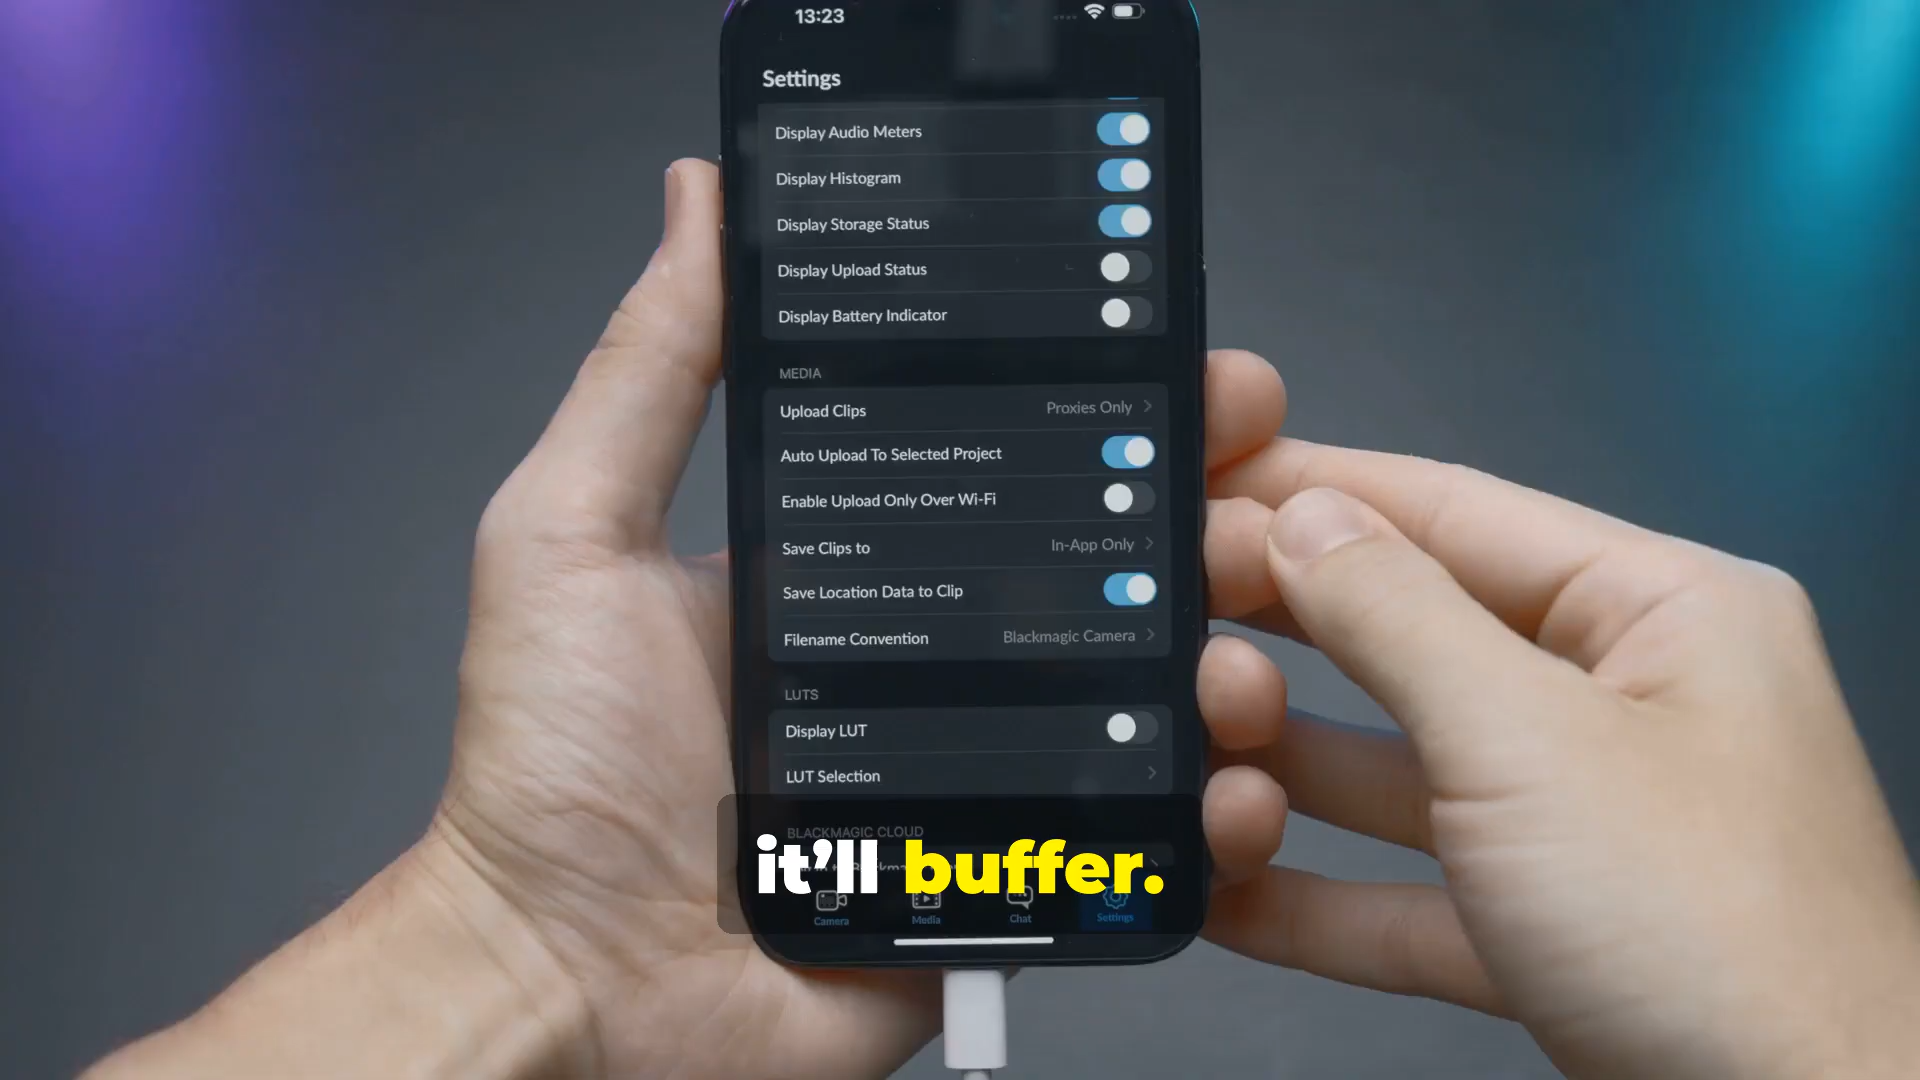 13:23
Settings
Display Audio Meters
Display Histogram
Display Storage Status
Display Upload Status
Display Battery Indicator
MEDIA
Upload Clips Proxies Only
Auto Upload To Selected Project
Enable Upload Only Over Wi-Fi
Save Clips to In-App Only
Save Location Data to Clip
Filename Convention Blackmagic Camera
LUTS
Display LUT
LUT Selection
BLACKMAGIC CLOUD
it'll buffer.
Camera Media Chat Settings